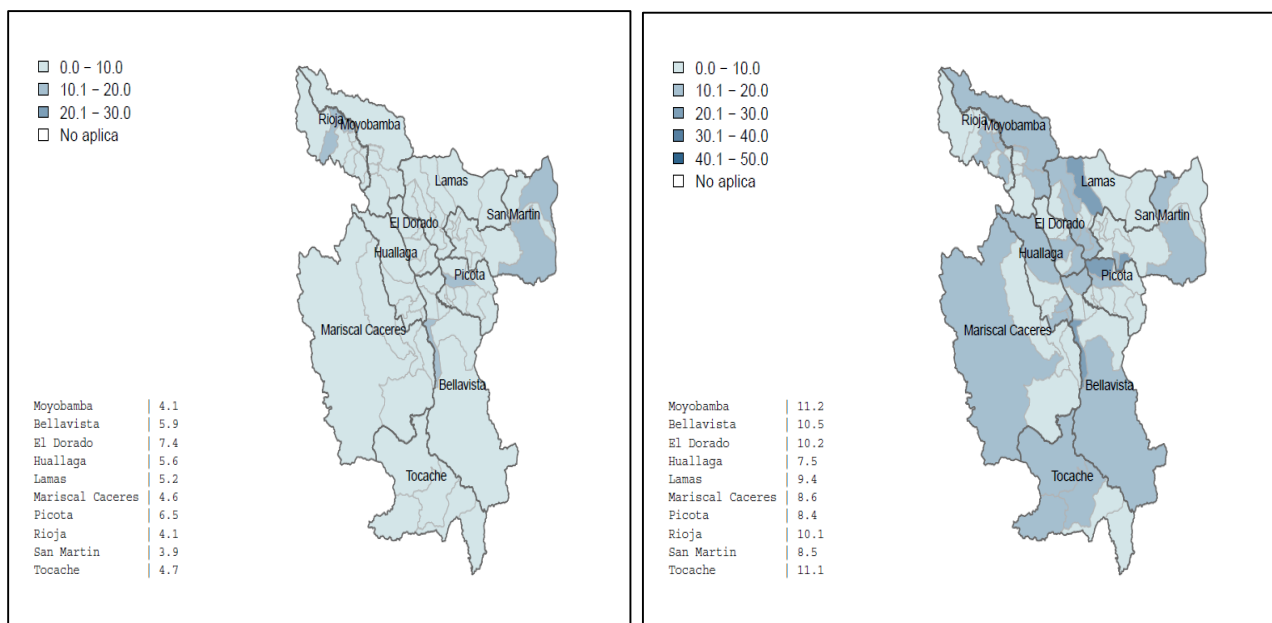 0.0 – 10.0
10.1 – 20.0
20.1 – 30.0
No aplica
Rioja
Moyobamba
Lamas
San Martin
El Dorado
Huallaga
Picota
Mariscal Caceres
Bellavista
Tocache
Moyobamba | 4.1
Bellavista | 5.9
El Dorado | 7.4
Huallaga | 5.6
Lamas | 5.2
Mariscal Caceres | 4.6
Picota | 6.5
Rioja | 4.1
San Martin | 3.9
Tocache | 4.7
0.0 – 10.0
10.1 – 20.0
20.1 – 30.0
30.1 – 40.0
40.1 – 50.0
No aplica
Rioja
Moyobamba
Lamas
San Martin
El Dorado
Huallaga
Picota
Mariscal Caceres
Bellavista
Tocache
Moyobamba | 11.2
Bellavista | 10.5
El Dorado | 10.2
Huallaga | 7.5
Lamas | 9.4
Mariscal Caceres | 8.6
Picota | 8.4
Rioja | 10.1
San Martin | 8.5
Tocache | 11.1